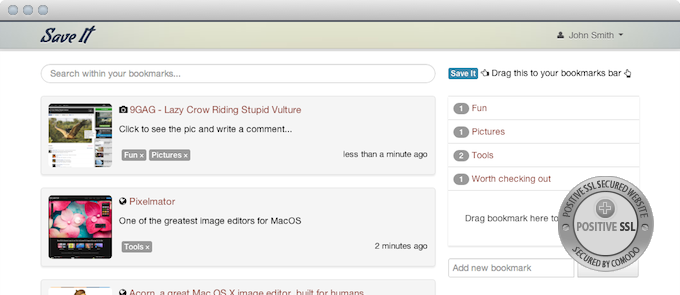 Save It
John Smith
Search within your bookmarks...
Save It Drag this to your bookmarks bar
9GAG - Lazy Crow Riding Stupid Vulture
Click to see the pic and write a comment...
Fun × Pictures ×
less than a minute ago
Pixelmator
One of the greatest image editors for MacOS
Tools ×
2 minutes ago
Acorn, a great Mac OS X image editor, built for humans
1 Fun
1 Pictures
2 Tools
1 Worth checking out
Drag bookmark here to
Add new bookmark
POSITIVE SSL SECURED WEBSITE
POSITIVE SSL
SECURED BY COMODO